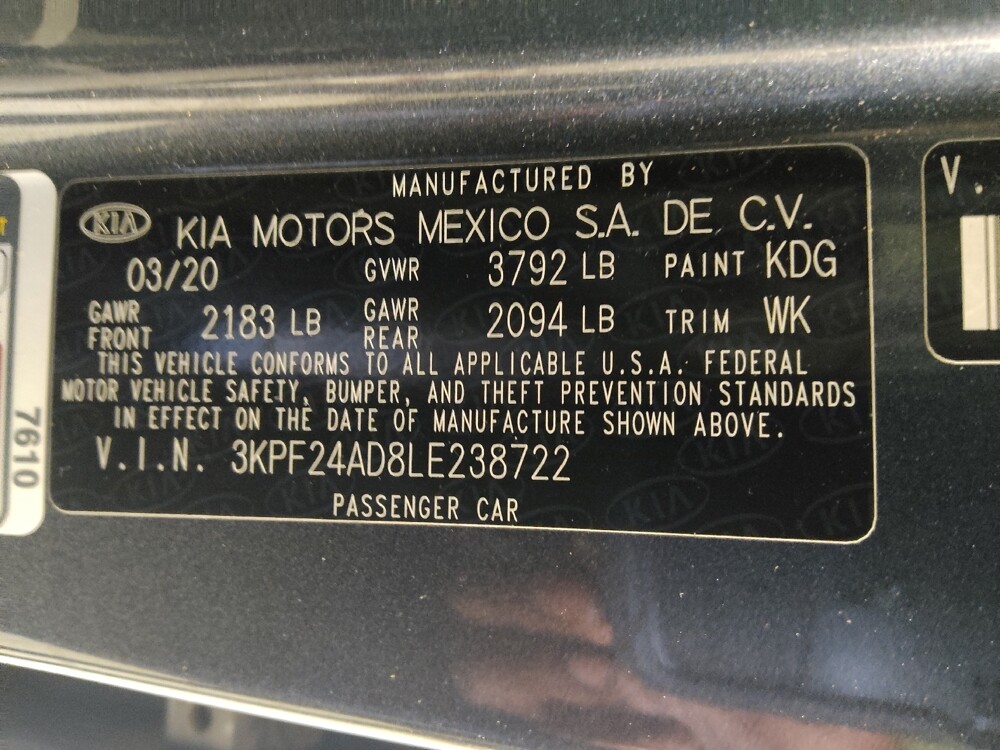 MANUFACTURED BY
KIA KIA MOTORS MEXICO S.A. DE C.V.
03/20 GVWR 3792 LB PAINT KDG
GAWR FRONT 2183 LB GAWR REAR 2094 LB TRIM WK
THIS VEHICLE CONFORMS TO ALL APPLICABLE U.S.A. FEDERAL
MOTOR VEHICLE SAFETY, BUMPER, AND THEFT PREVENTION STANDARDS
IN EFFECT ON THE DATE OF MANUFACTURE SHOWN ABOVE.
V.I.N. 3KPF24AD8LE238722
PASSENGER CAR
7610
V.